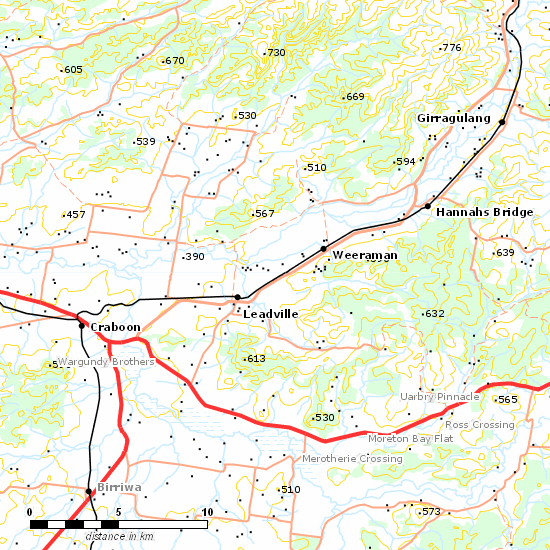 776
.730
.670
.605
.669
.530
Girragulang
.539
594
.510
.457
.567
Hannahs Bridge
.639
.390
Weeraman
Leadville
.632
Craboon
.613
Wargundy Brothers
Uarbry Pinnacle
.565
.530
Ross Crossing
Moreton Bay Flat
Merotherie Crossing
Birriwa
.510
.573
0 5 10
distance in km